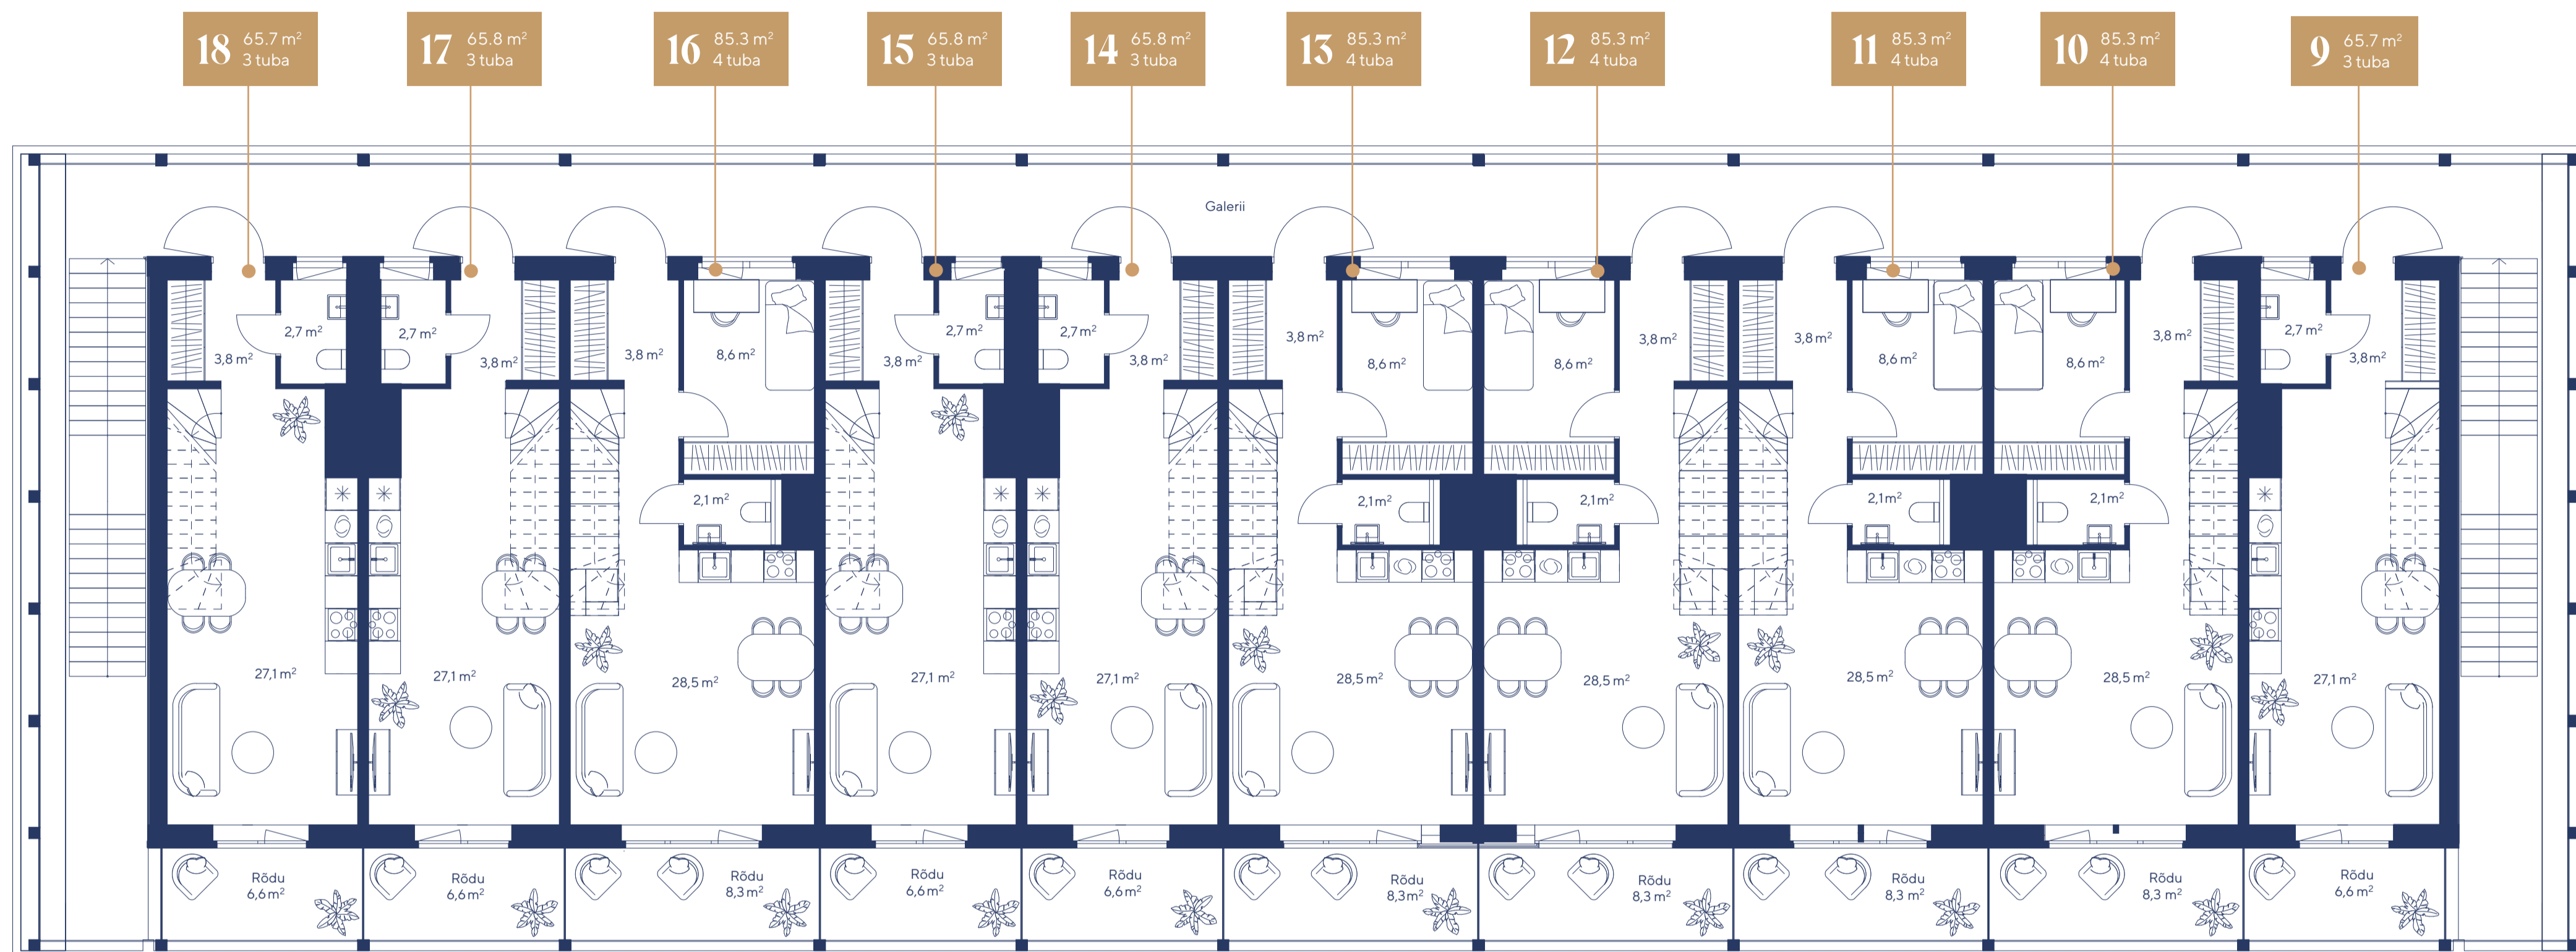 18 65.7 m²
3 tuba
17 65.8 m²
3 tuba
16 85.3 m²
4 tuba
15 65.8 m²
3 tuba
14 65.8 m²
3 tuba
13 85.3 m²
4 tuba
12 85.3 m²
4 tuba
11 85.3 m²
4 tuba
10 85.3 m²
4 tuba
9 65.7 m²
3 tuba
Galerii
2,7 m²
3,8 m²
2,7 m²
3,8 m²
3,8 m²
8,6 m²
2,7 m²
3,8 m²
2,7 m²
3,8 m²
3,8 m²
8,6 m²
8,6 m²
3,8 m²
3,8 m²
8,6 m²
8,6 m²
3,8 m²
2,7 m²
3,8 m²
2,1 m²
2,1 m²
2,1 m²
2,1 m²
2,1 m²
27,1 m²
27,1 m²
28,5 m²
27,1 m²
27,1 m²
28,5 m²
28,5 m²
28,5 m²
28,5 m²
27,1 m²
Rõdu
6,6 m²
Rõdu
6,6 m²
Rõdu
8,3 m²
Rõdu
6,6 m²
Rõdu
6,6 m²
Rõdu
8,3 m²
Rõdu
8,3 m²
Rõdu
8,3 m²
Rõdu
8,3 m²
Rõdu
6,6 m²